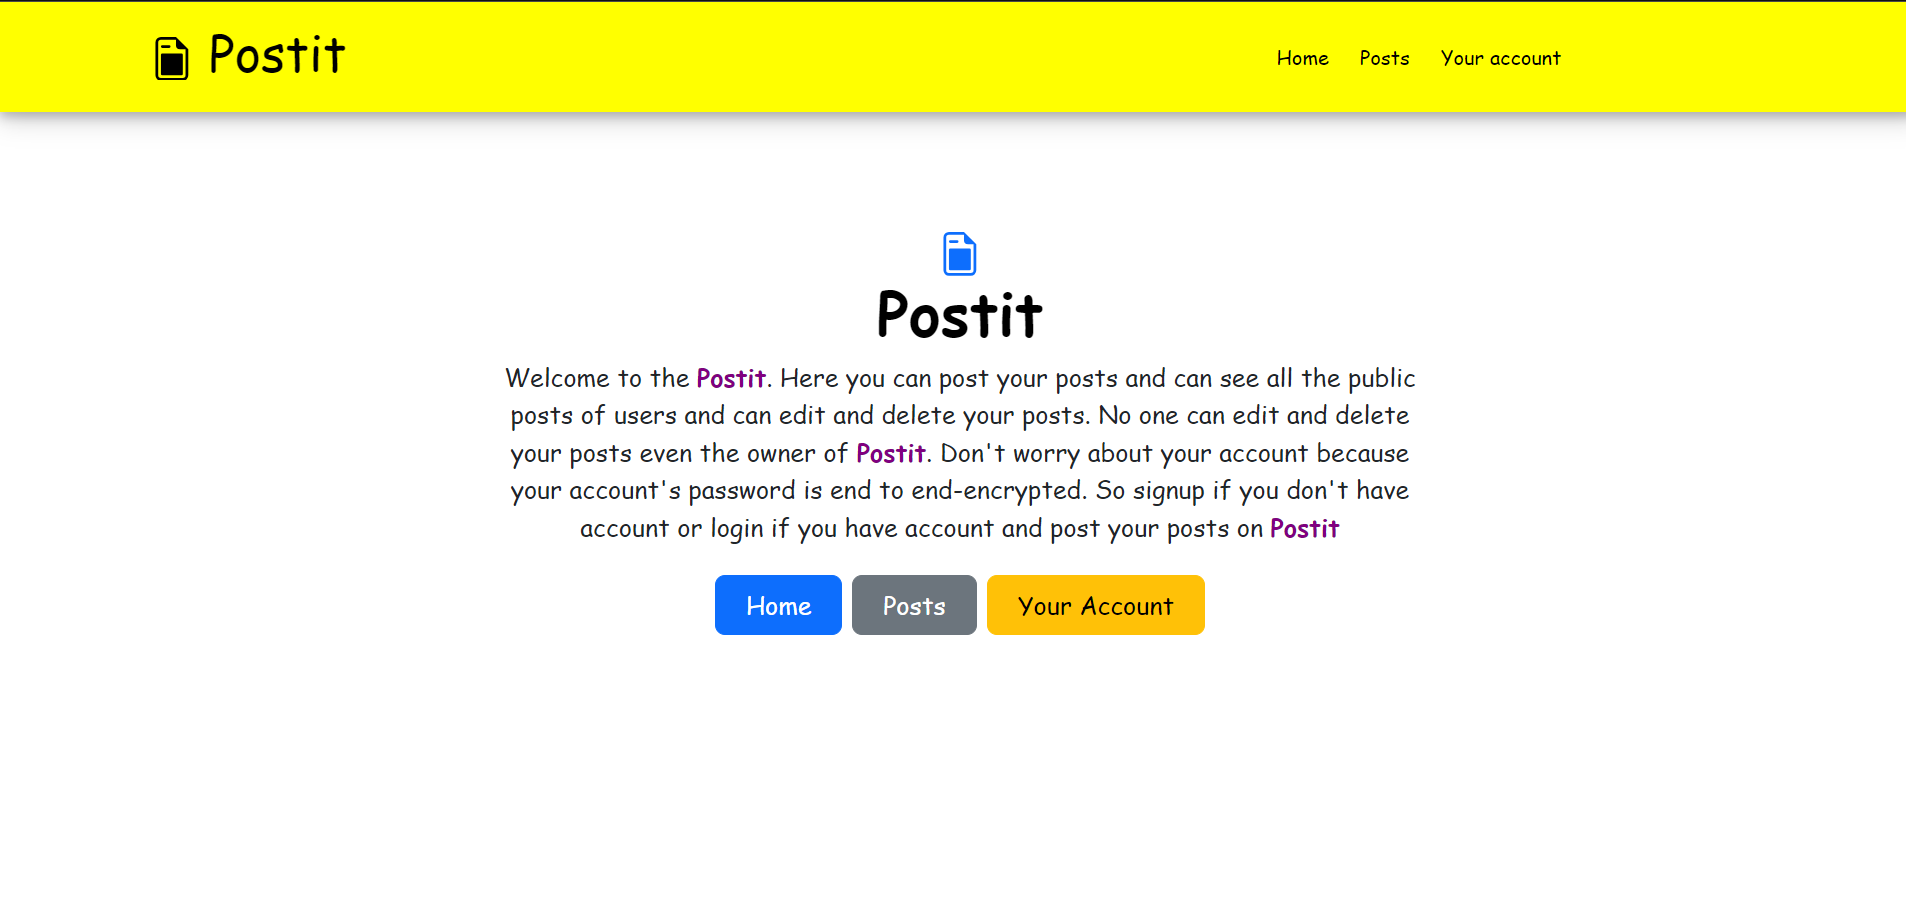 Postit
Home Posts Your account
Postit
Welcome to the Postit. Here you can post your posts and can see all the public
posts of users and can edit and delete your posts. No one can edit and delete
your posts even the owner of Postit. Don't worry about your account because
your account's password is end to end-encrypted. So signup if you don't have
account or login if you have account and post your posts on Postit
Home Posts Your Account